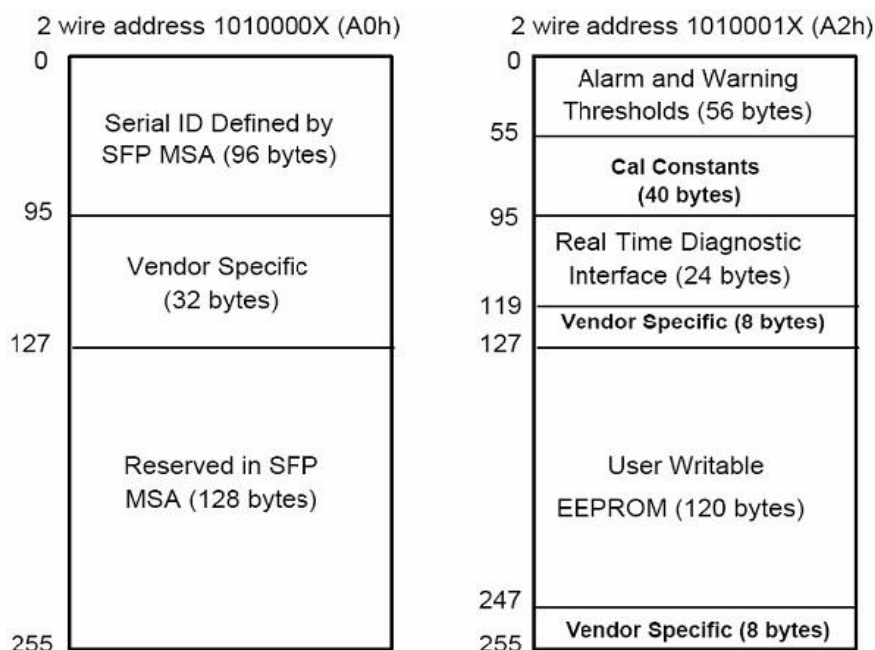 2 wire address 1010000X (A0h)
0
Serial ID Defined by
SFP MSA (96 bytes)
95
Vendor Specific
(32 bytes)
127
Reserved in SFP
MSA (128 bytes)
255
2 wire address 1010001X (A2h)
0
Alarm and Warning
Thresholds (56 bytes)
55
Cal Constants
(40 bytes)
95
Real Time Diagnostic
Interface (24 bytes)
119
Vendor Specific (8 bytes)
127
User Writable
EEPROM (120 bytes)
247
Vendor Specific (8 bytes)
255